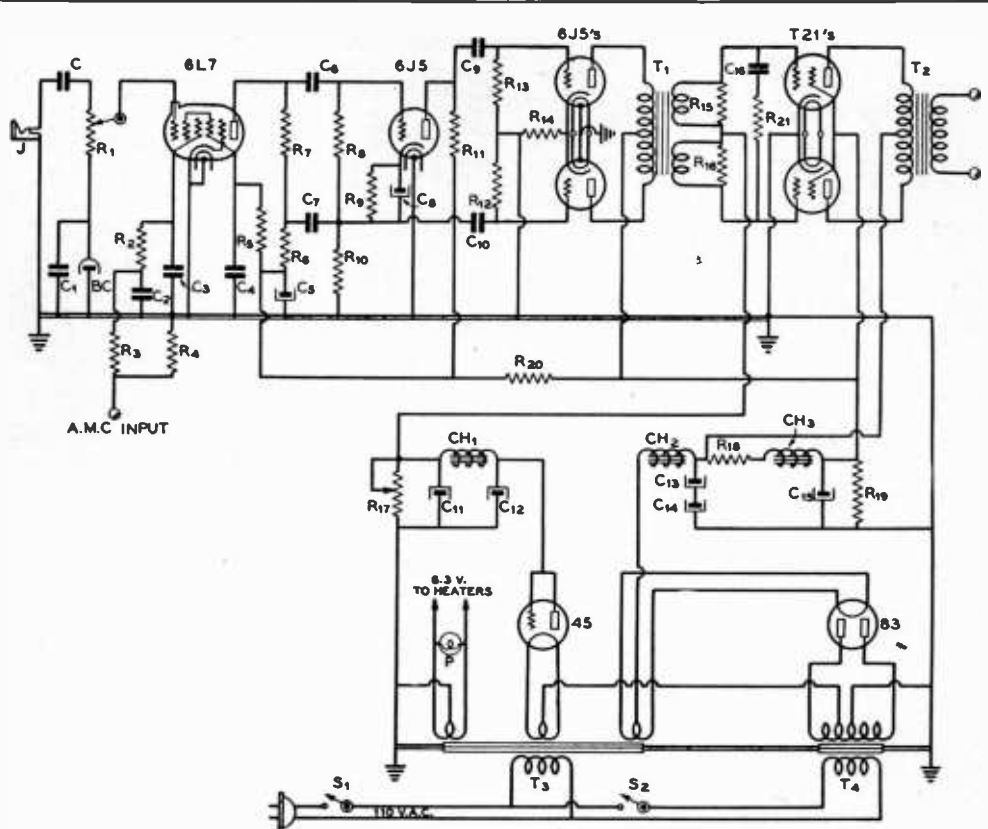 6L7
6J5
6J5's
T21's
C
C6
C9
T1
C16
T2
R13
R14
R15
R21
J
R1
R7
R8
R11
R9
C8
R12
R16
C7
C10
R2
R5
R6
R10
C1
BC
C2
C3
C4
C5
R3
R4
R20
A.M.C INPUT
CH1
CH2
R18
CH3
R17
C11
C12
C13
C14
C15
R19
6.3 V.
TO HEATERS
P
45
83
S1
T3
S2
T4
110 V.A.C.